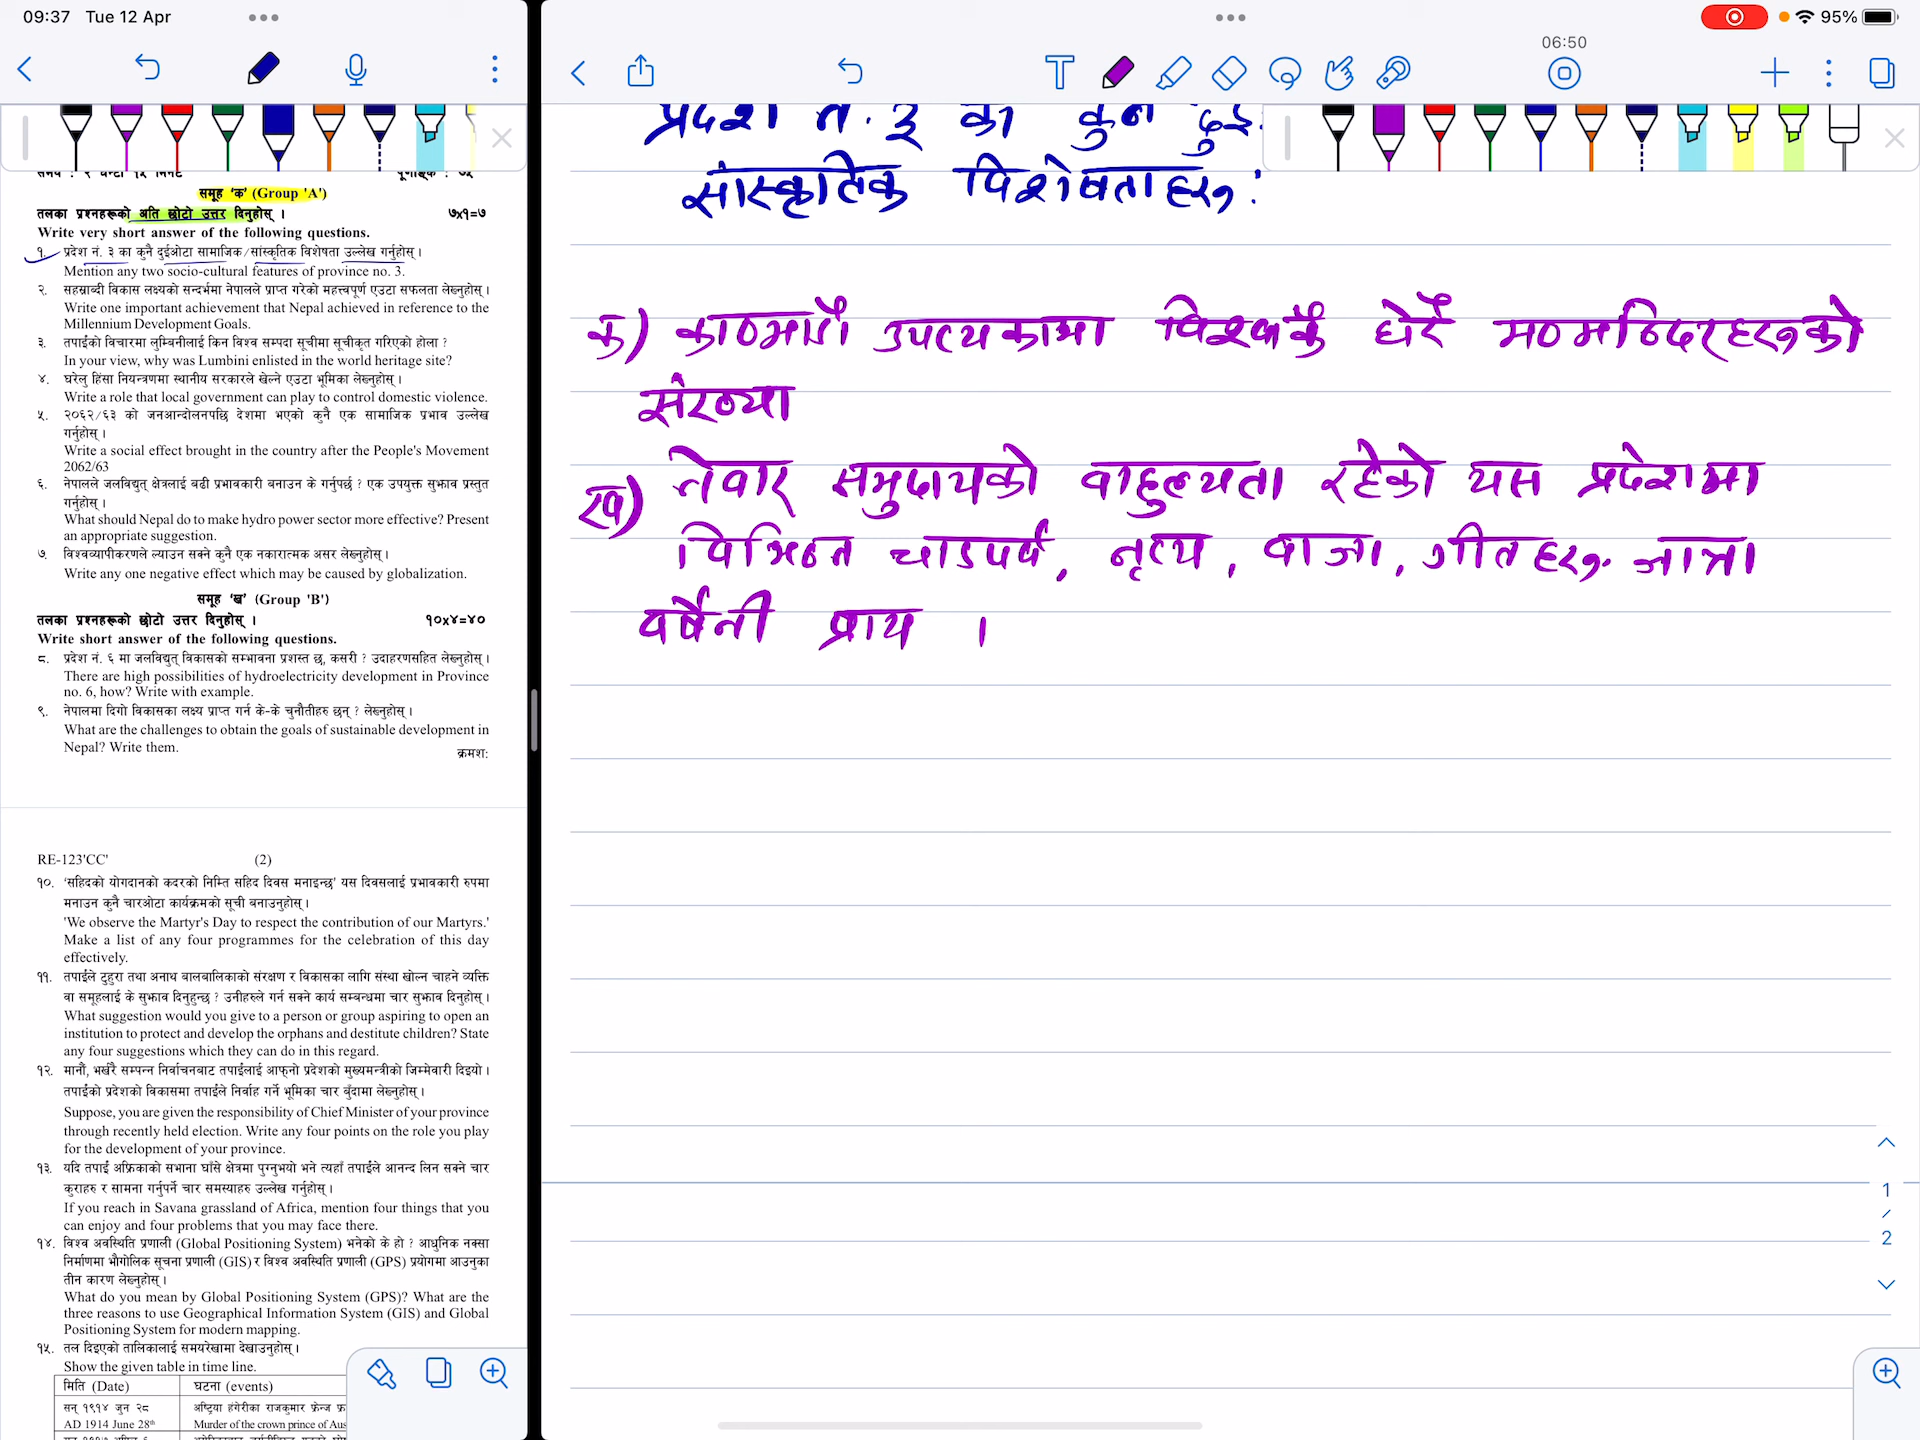 09:37 Tue 12 Apr
95%
06:50
समय : २ घन्टा १५ मिनेट पूर्णाङ्क : ७५
समूह ‘क’ (Group 'A')
तलका प्रश्नहरूको अति छोटो उत्तर दिनुहोस् । ७x१=७
Write very short answer of the following questions.
१. प्रदेश नं. ३ का कुनै दुईओटा सामाजिक/सांस्कृतिक विशेषता उल्लेख गर्नुहोस् ।
Mention any two socio-cultural features of province no. 3.
२. सहस्राब्दी विकास लक्ष्यको सन्दर्भमा नेपालले प्राप्त गरेको महत्त्वपूर्ण एउटा सफलता लेख्नुहोस् ।
Write one important achievement that Nepal achieved in reference to the
Millennium Development Goals.
३. तपाईंको विचारमा लुम्बिनीलाई किन विश्व सम्पदा सूचीमा सूचीकृत गरिएको होला ?
In your view, why was Lumbini enlisted in the world heritage site?
४. घरेलु हिंसा नियन्त्रणमा स्थानीय सरकारले खेल्ने एउटा भूमिका लेख्नुहोस् ।
Write a role that local government can play to control domestic violence.
५. २०६२/६३ को जनआन्दोलनपछि देशमा भएको कुनै एक सामाजिक प्रभाव उल्लेख
गर्नुहोस् ।
Write a social effect brought in the country after the People's Movement
2062/63
६. नेपालले जलविद्युत् क्षेत्रलाई बढी प्रभावकारी बनाउन के गर्नुपर्छ ? एक उपयुक्त सुझाव प्रस्तुत
गर्नुहोस् ।
What should Nepal do to make hydro power sector more effective? Present
an appropriate suggestion.
७. विश्वव्यापीकरणले ल्याउन सक्ने कुनै एक नकारात्मक असर लेख्नुहोस् ।
Write any one negative effect which may be caused by globalization.
समूह ‘ख’ (Group 'B')
तलका प्रश्नहरूको छोटो उत्तर दिनुहोस् । १०x४=४०
Write short answer of the following questions.
८. प्रदेश नं. ६ मा जलविद्युत् विकासको सम्भावना प्रशस्त छ, कसरी ? उदाहरणसहित लेख्नुहोस् ।
There are high possibilities of hydroelectricity development in Province
no. 6, how? Write with example.
९. नेपालमा दिगो विकासका लक्ष्य प्राप्त गर्न के-के चुनौतीहरु छन् ? लेख्नुहोस् ।
What are the challenges to obtain the goals of sustainable development in
Nepal? Write them.
क्रमश:
RE-123'CC' (2)
१०. ‘सहिदको योगदानको कदरको निम्ति सहिद दिवस मनाइन्छ’ यस दिवसलाई प्रभावकारी रुपमा
मनाउन कुनै चारओटा कार्यक्रमको सूची बनाउनुहोस् ।
'We observe the Martyr's Day to respect the contribution of our Martyrs.'
Make a list of any four programmes for the celebration of this day
effectively.
११. तपाईंले टुहुरा तथा अनाथ बालबालिकाको संरक्षण र विकासका लागि संस्था खोल्न चाहने व्यक्ति
वा समूहलाई के सुझाव दिनुहुन्छ ? उनीहरुले गर्न सक्ने कार्य सम्बन्धमा चार सुझाव दिनुहोस् ।
What suggestion would you give to a person or group aspiring to open an
institution to protect and develop the orphans and destitute children? State
any four suggestions which they can do in this regard.
१२. मानौं, भर्खरै सम्पन्न निर्वाचनबाट तपाईंलाई आफ्नो प्रदेशको मुख्यमन्त्रीको जिम्मेवारी दिइयो ।
तपाईंको प्रदेशको विकासमा तपाईंले निर्वाह गर्ने भूमिका चार बुँदामा लेख्नुहोस् ।
Suppose, you are given the responsibility of Chief Minister of your province
through recently held election. Write any four points on the role you play
for the development of your province.
१३. यदि तपाईं अफ्रिकाको सभाना घाँसे क्षेत्रमा पुग्नुभयो भने त्यहाँ तपाईंले आनन्द लिन सक्ने चार
कुराहरु र सामना गर्नुपर्ने चार समस्याहरु उल्लेख गर्नुहोस् ।
If you reach in Savana grassland of Africa, mention four things that you
can enjoy and four problems that you may face there.
१४. विश्व अवस्थिति प्रणाली (Global Positioning System) भनेको के हो ? आधुनिक नक्सा
निर्माणमा भौगोलिक सूचना प्रणाली (GIS) र विश्व अवस्थिति प्रणाली (GPS) प्रयोगमा आउनुका
तीन कारण लेख्नुहोस् ।
What do you mean by Global Positioning System (GPS)? What are the
three reasons to use Geographical Information System (GIS) and Global
Positioning System for modern mapping.
१५. तल दिइएको तालिकालाई समयरेखामा देखाउनुहोस् ।
Show the given table in time line.
मिति (Date) घटना (events)
सन् १९१४ जुन २८ अष्ट्रिया हंगेरीका राजकुमार फ्रेन्ज
AD 1914 June 28th Murder of the crown prince of Aus
प्रदेश नं. ३ का कुनै दुई
सांस्कृतिक विशेषताहरू :
क) काठमाडौं उपत्यकामा विश्वकै धेरै मठमन्दिरहरूको
संख्या
ख) नेवार समुदायको बाहुल्यता रहेको यस प्रदेशमा
विभिन्न चाडपर्व, नृत्य, बाजा, गीतहरू जात्रा
वर्षैनी प्राय ।
1
/
2